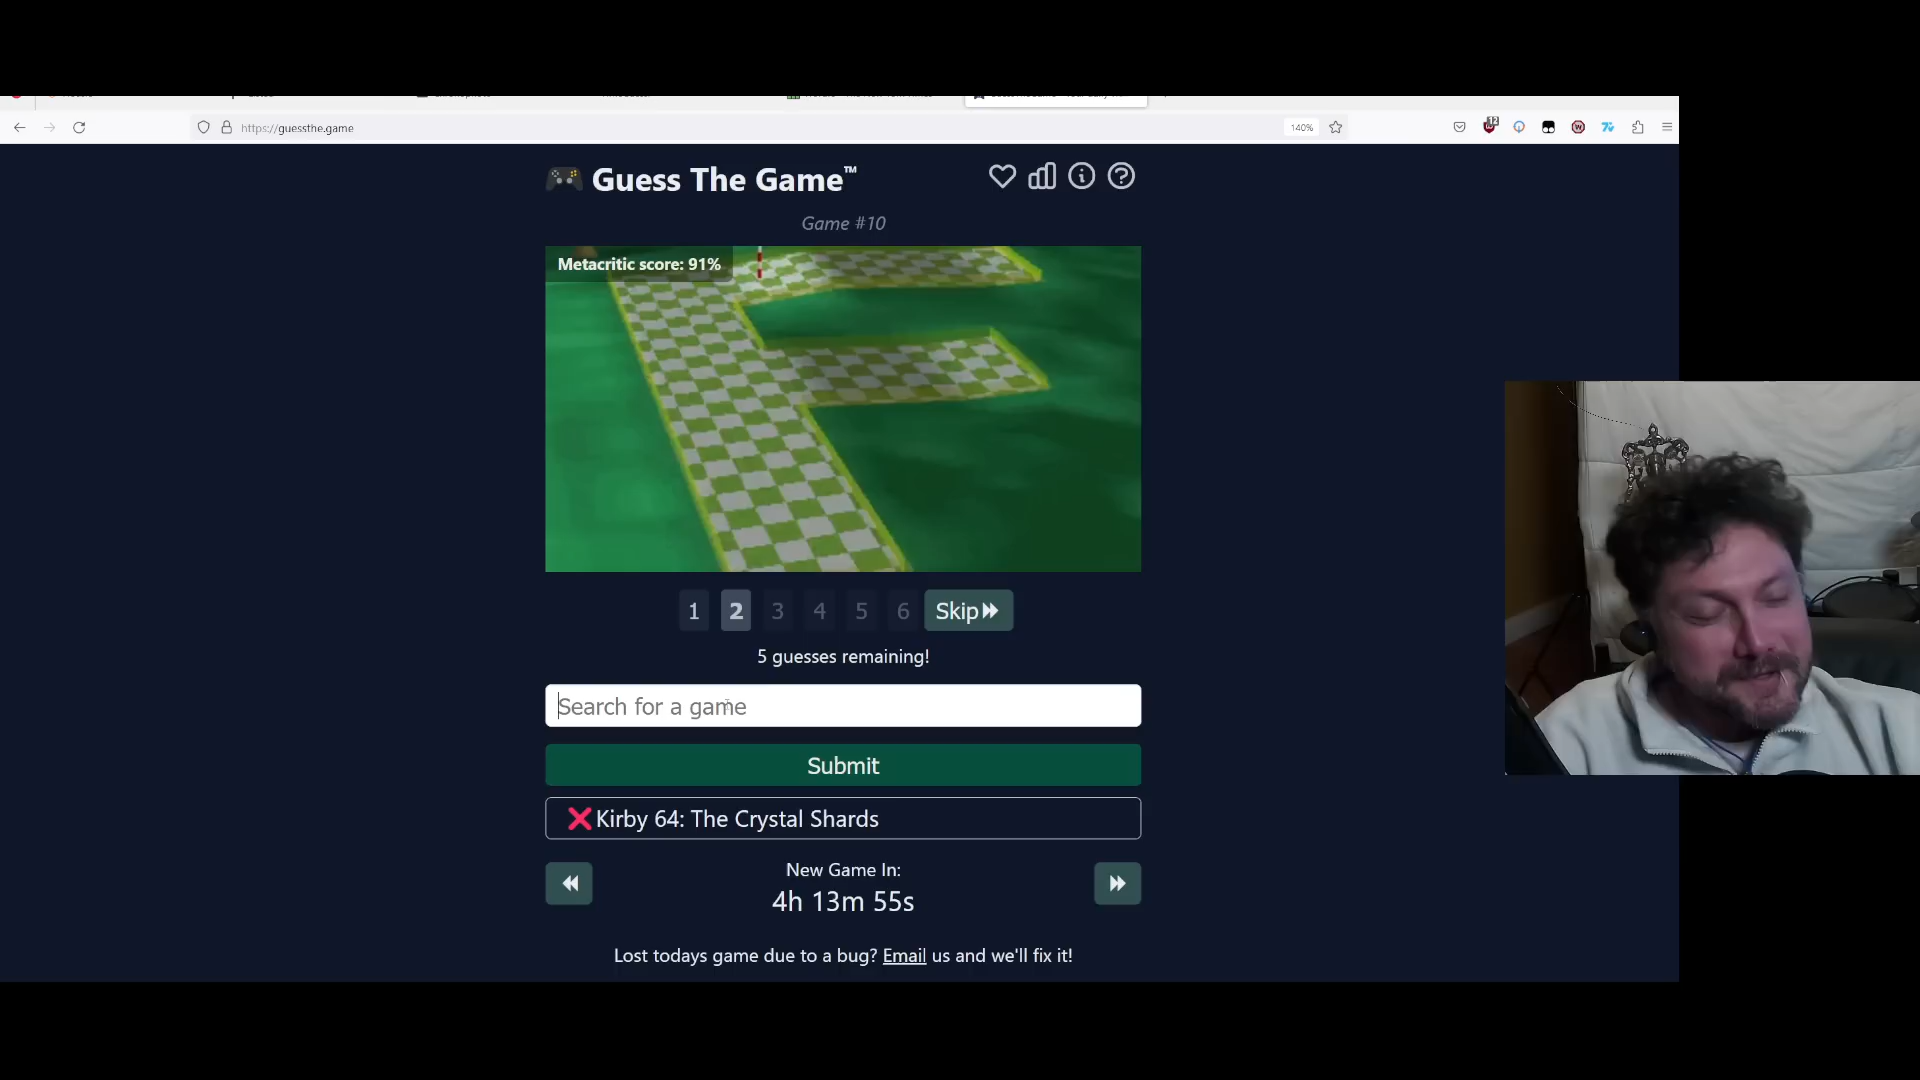 https://guessthe.game
140%
12
Guess The Game™
Game #10
Metacritic score: 91%
1 2 3 4 5 6 Skip
5 guesses remaining!
Search for a game
Submit
Kirby 64: The Crystal Shards
New Game In:
4h 13m 55s
Lost todays game due to a bug? Email us and we'll fix it!